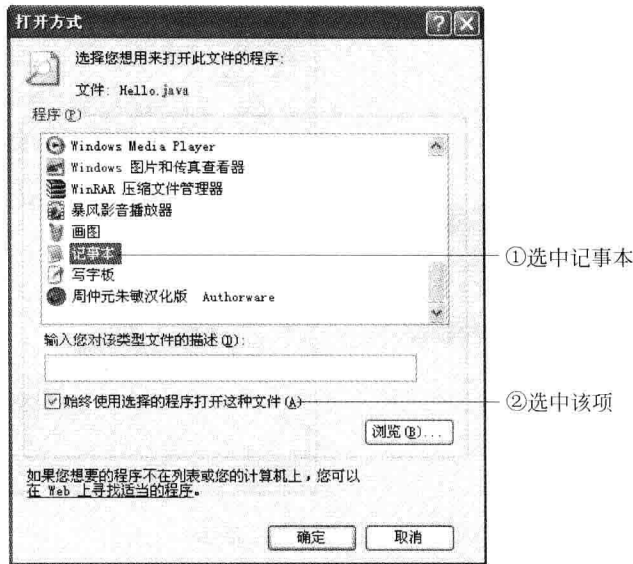 打开方式
选择您想用来打开此文件的程序:
文件: Hello.java
程序(P)
Windows Media Player
Windows 图片和传真查看器
WinRAR 压缩文件管理器
暴风影音播放器
画图
记事本
①选中记事本
写字板
周仲元朱敏汉化版 Authorware
输入您对该类型文件的描述(D):
始终使用选择的程序打开这种文件(A)
②选中该项
浏览(B)...
如果您想要的程序不在列表或您的计算机上，您可以
在 Web 上寻找适当的程序。
确定
取消